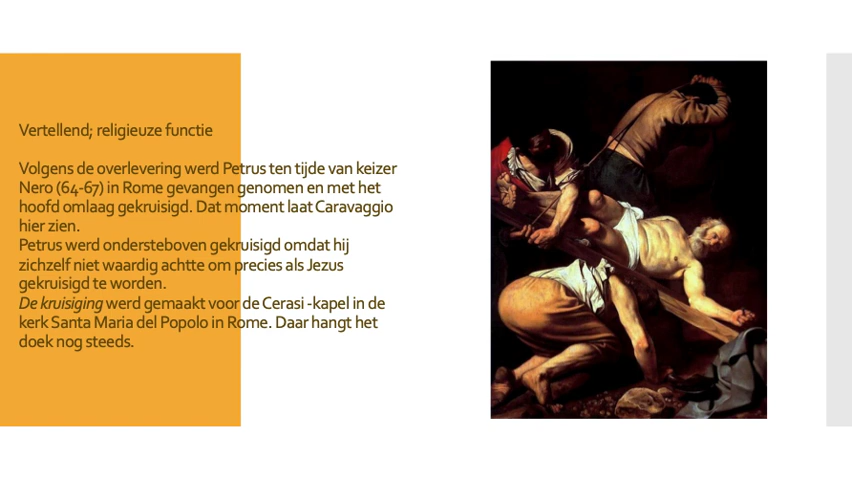 Vertellend; religieuze functie
Volgens de overlevering werd Petrus ten tijde van keizer
Nero (64-67) in Rome gevangen genomen en met het
hoofd omlaag gekruisigd. Dat moment laat Caravaggio
hier zien.
Petrus werd ondersteboven gekruisigd omdat hij
zichzelf niet waardig achtte om precies als Jezus
gekruisigd te worden.
De kruisiging werd gemaakt voor de Cerasi -kapel in de
kerk Santa Maria del Popolo in Rome. Daar hangt het
doek nog steeds.